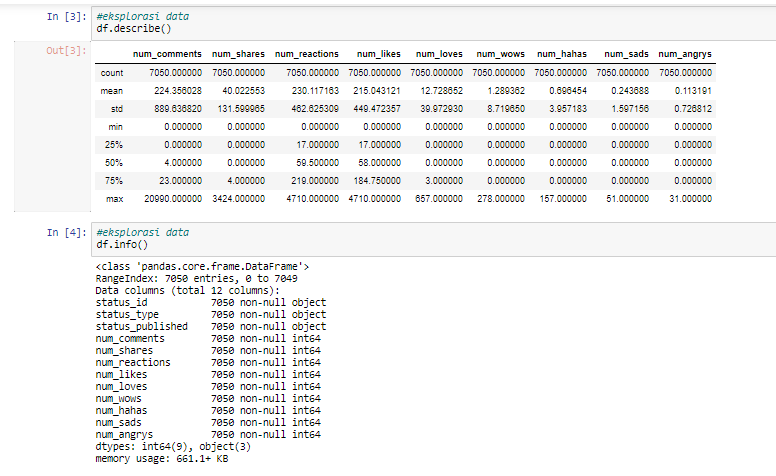 In [3]: #eksplorasi data
df.describe()
Out[3]:
num_comments num_shares num_reactions num_likes num_loves num_wows num_hahas num_sads num_angrys
count 7050.000000 7050.000000 7050.000000 7050.000000 7050.000000 7050.000000 7050.000000 7050.000000 7050.000000
mean 224.356028 40.022553 230.117163 215.043121 12.728652 1.289362 0.696454 0.243688 0.113191
std 889.636820 131.599965 462.625309 449.472357 39.972930 8.719650 3.957183 1.597156 0.726812
min 0.000000 0.000000 0.000000 0.000000 0.000000 0.000000 0.000000 0.000000 0.000000
25% 0.000000 0.000000 17.000000 17.000000 0.000000 0.000000 0.000000 0.000000 0.000000
50% 4.000000 0.000000 59.500000 58.000000 0.000000 0.000000 0.000000 0.000000 0.000000
75% 23.000000 4.000000 219.000000 184.750000 3.000000 0.000000 0.000000 0.000000 0.000000
max 20990.000000 3424.000000 4710.000000 4710.000000 657.000000 278.000000 157.000000 51.000000 31.000000
In [4]: #eksplorasi data
df.info()
<class 'pandas.core.frame.DataFrame'>
RangeIndex: 7050 entries, 0 to 7049
Data columns (total 12 columns):
status_id 7050 non-null object
status_type 7050 non-null object
status_published 7050 non-null object
num_comments 7050 non-null int64
num_shares 7050 non-null int64
num_reactions 7050 non-null int64
num_likes 7050 non-null int64
num_loves 7050 non-null int64
num_wows 7050 non-null int64
num_hahas 7050 non-null int64
num_sads 7050 non-null int64
num_angrys 7050 non-null int64
dtypes: int64(9), object(3)
memory usage: 661.1+ KB